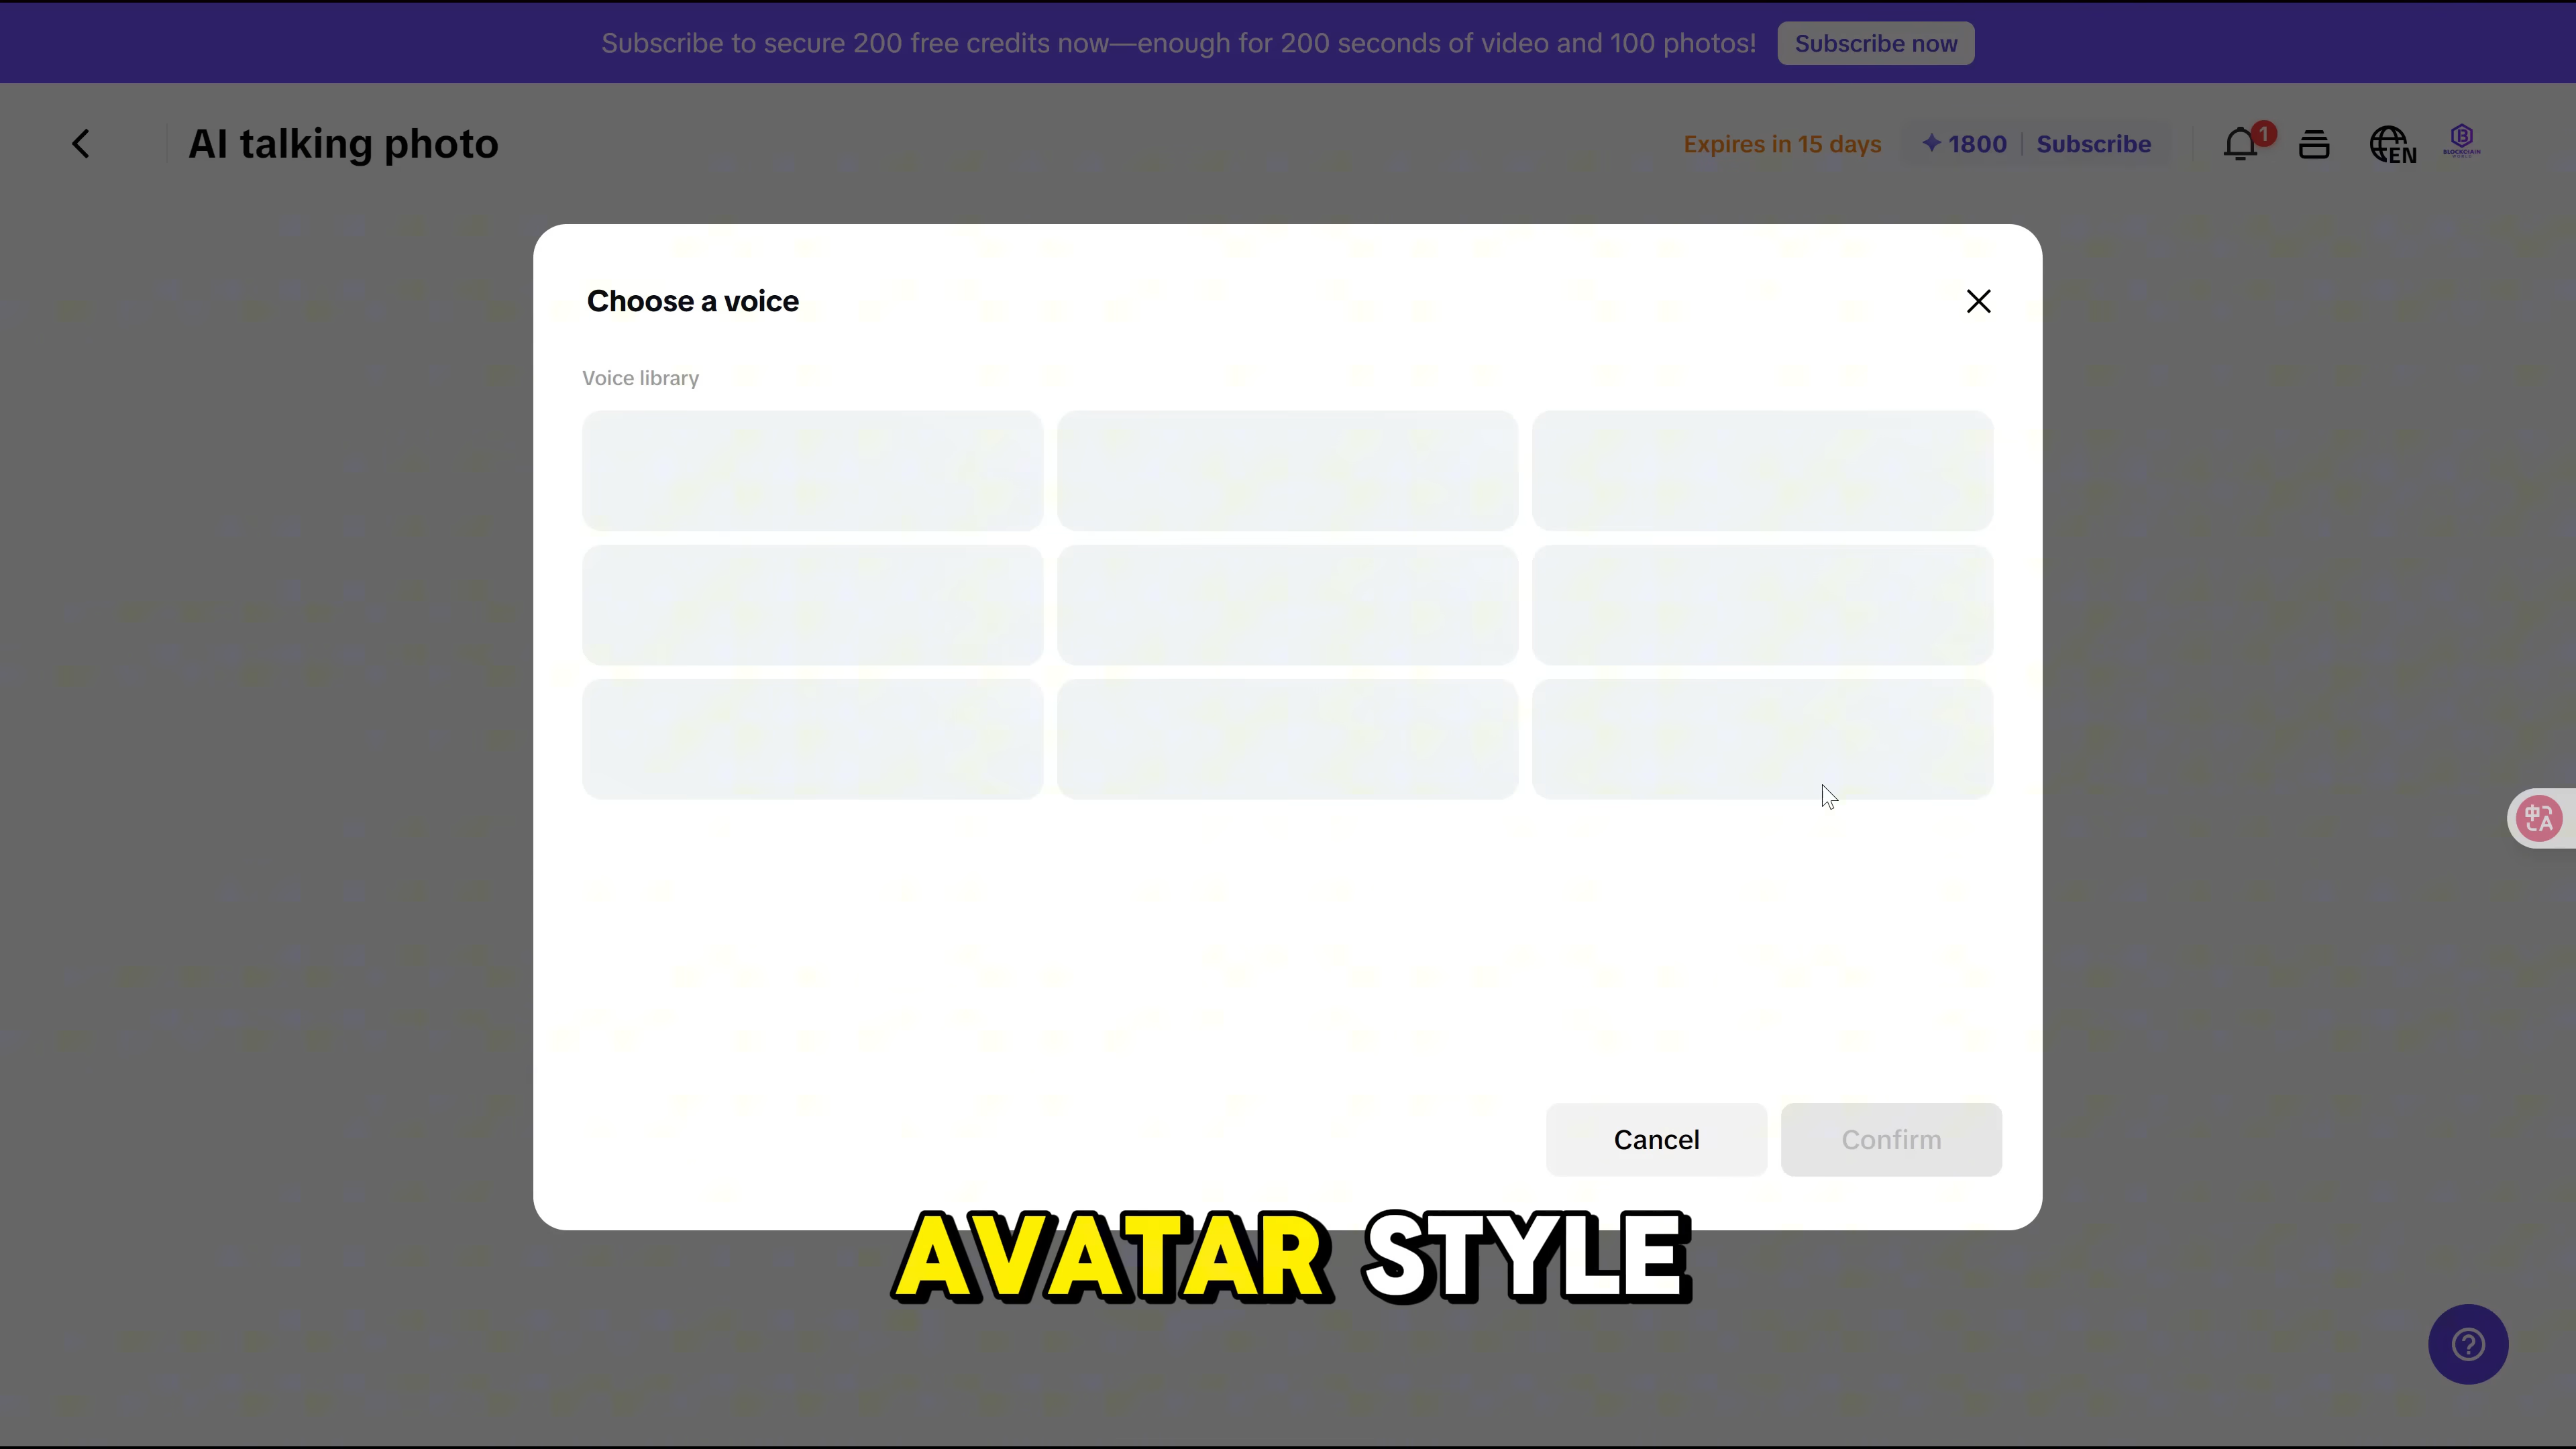 Subscribe to secure 200 free credits now—enough for 200 seconds of video and 100 photos! Subscribe now
AI talking photo
Expires in 15 days
1800 | Subscribe
1
EN
BLOCKCHAIN
Choose a voice
Voice library
Cancel
Confirm
AVATAR STYLE